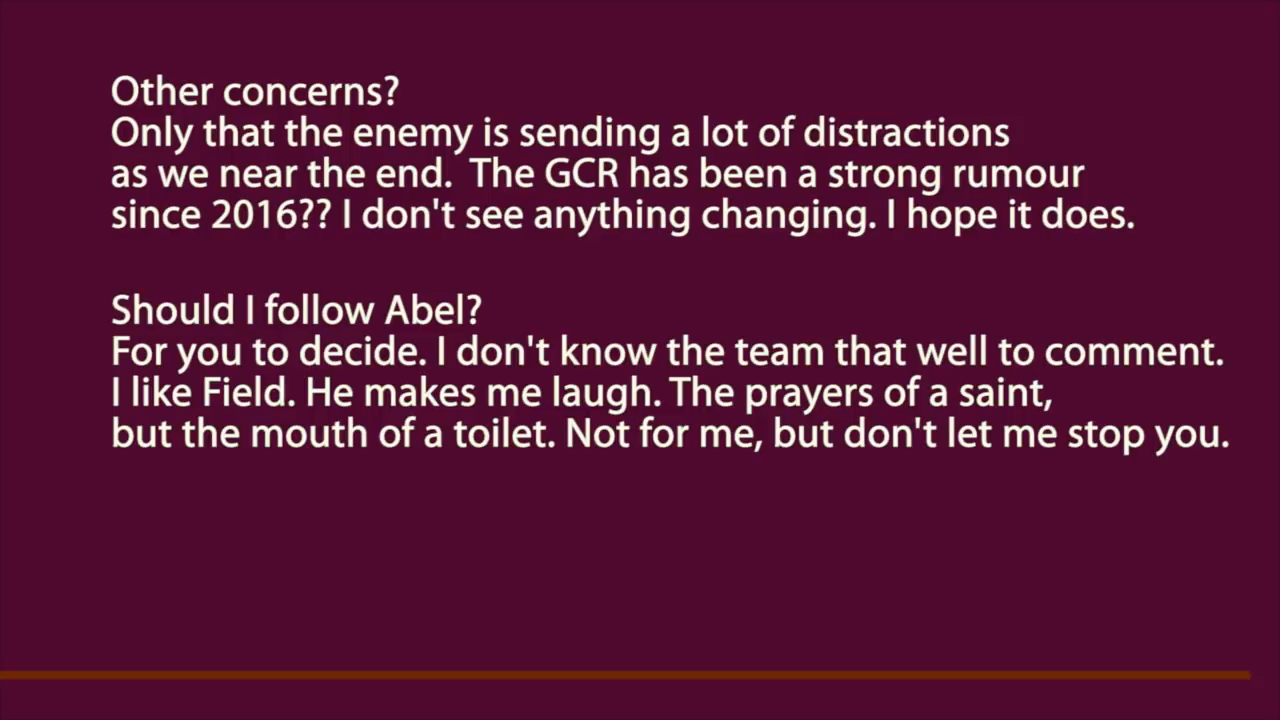 Other concerns?
Only that the enemy is sending a lot of distractions
as we near the end.  The GCR has been a strong rumour
since 2016?? I don't see anything changing. I hope it does.
Should I follow Abel?
For you to decide. I don't know the team that well to comment.
I like Field. He makes me laugh. The prayers of a saint,
but the mouth of a toilet. Not for me, but don't let me stop you.